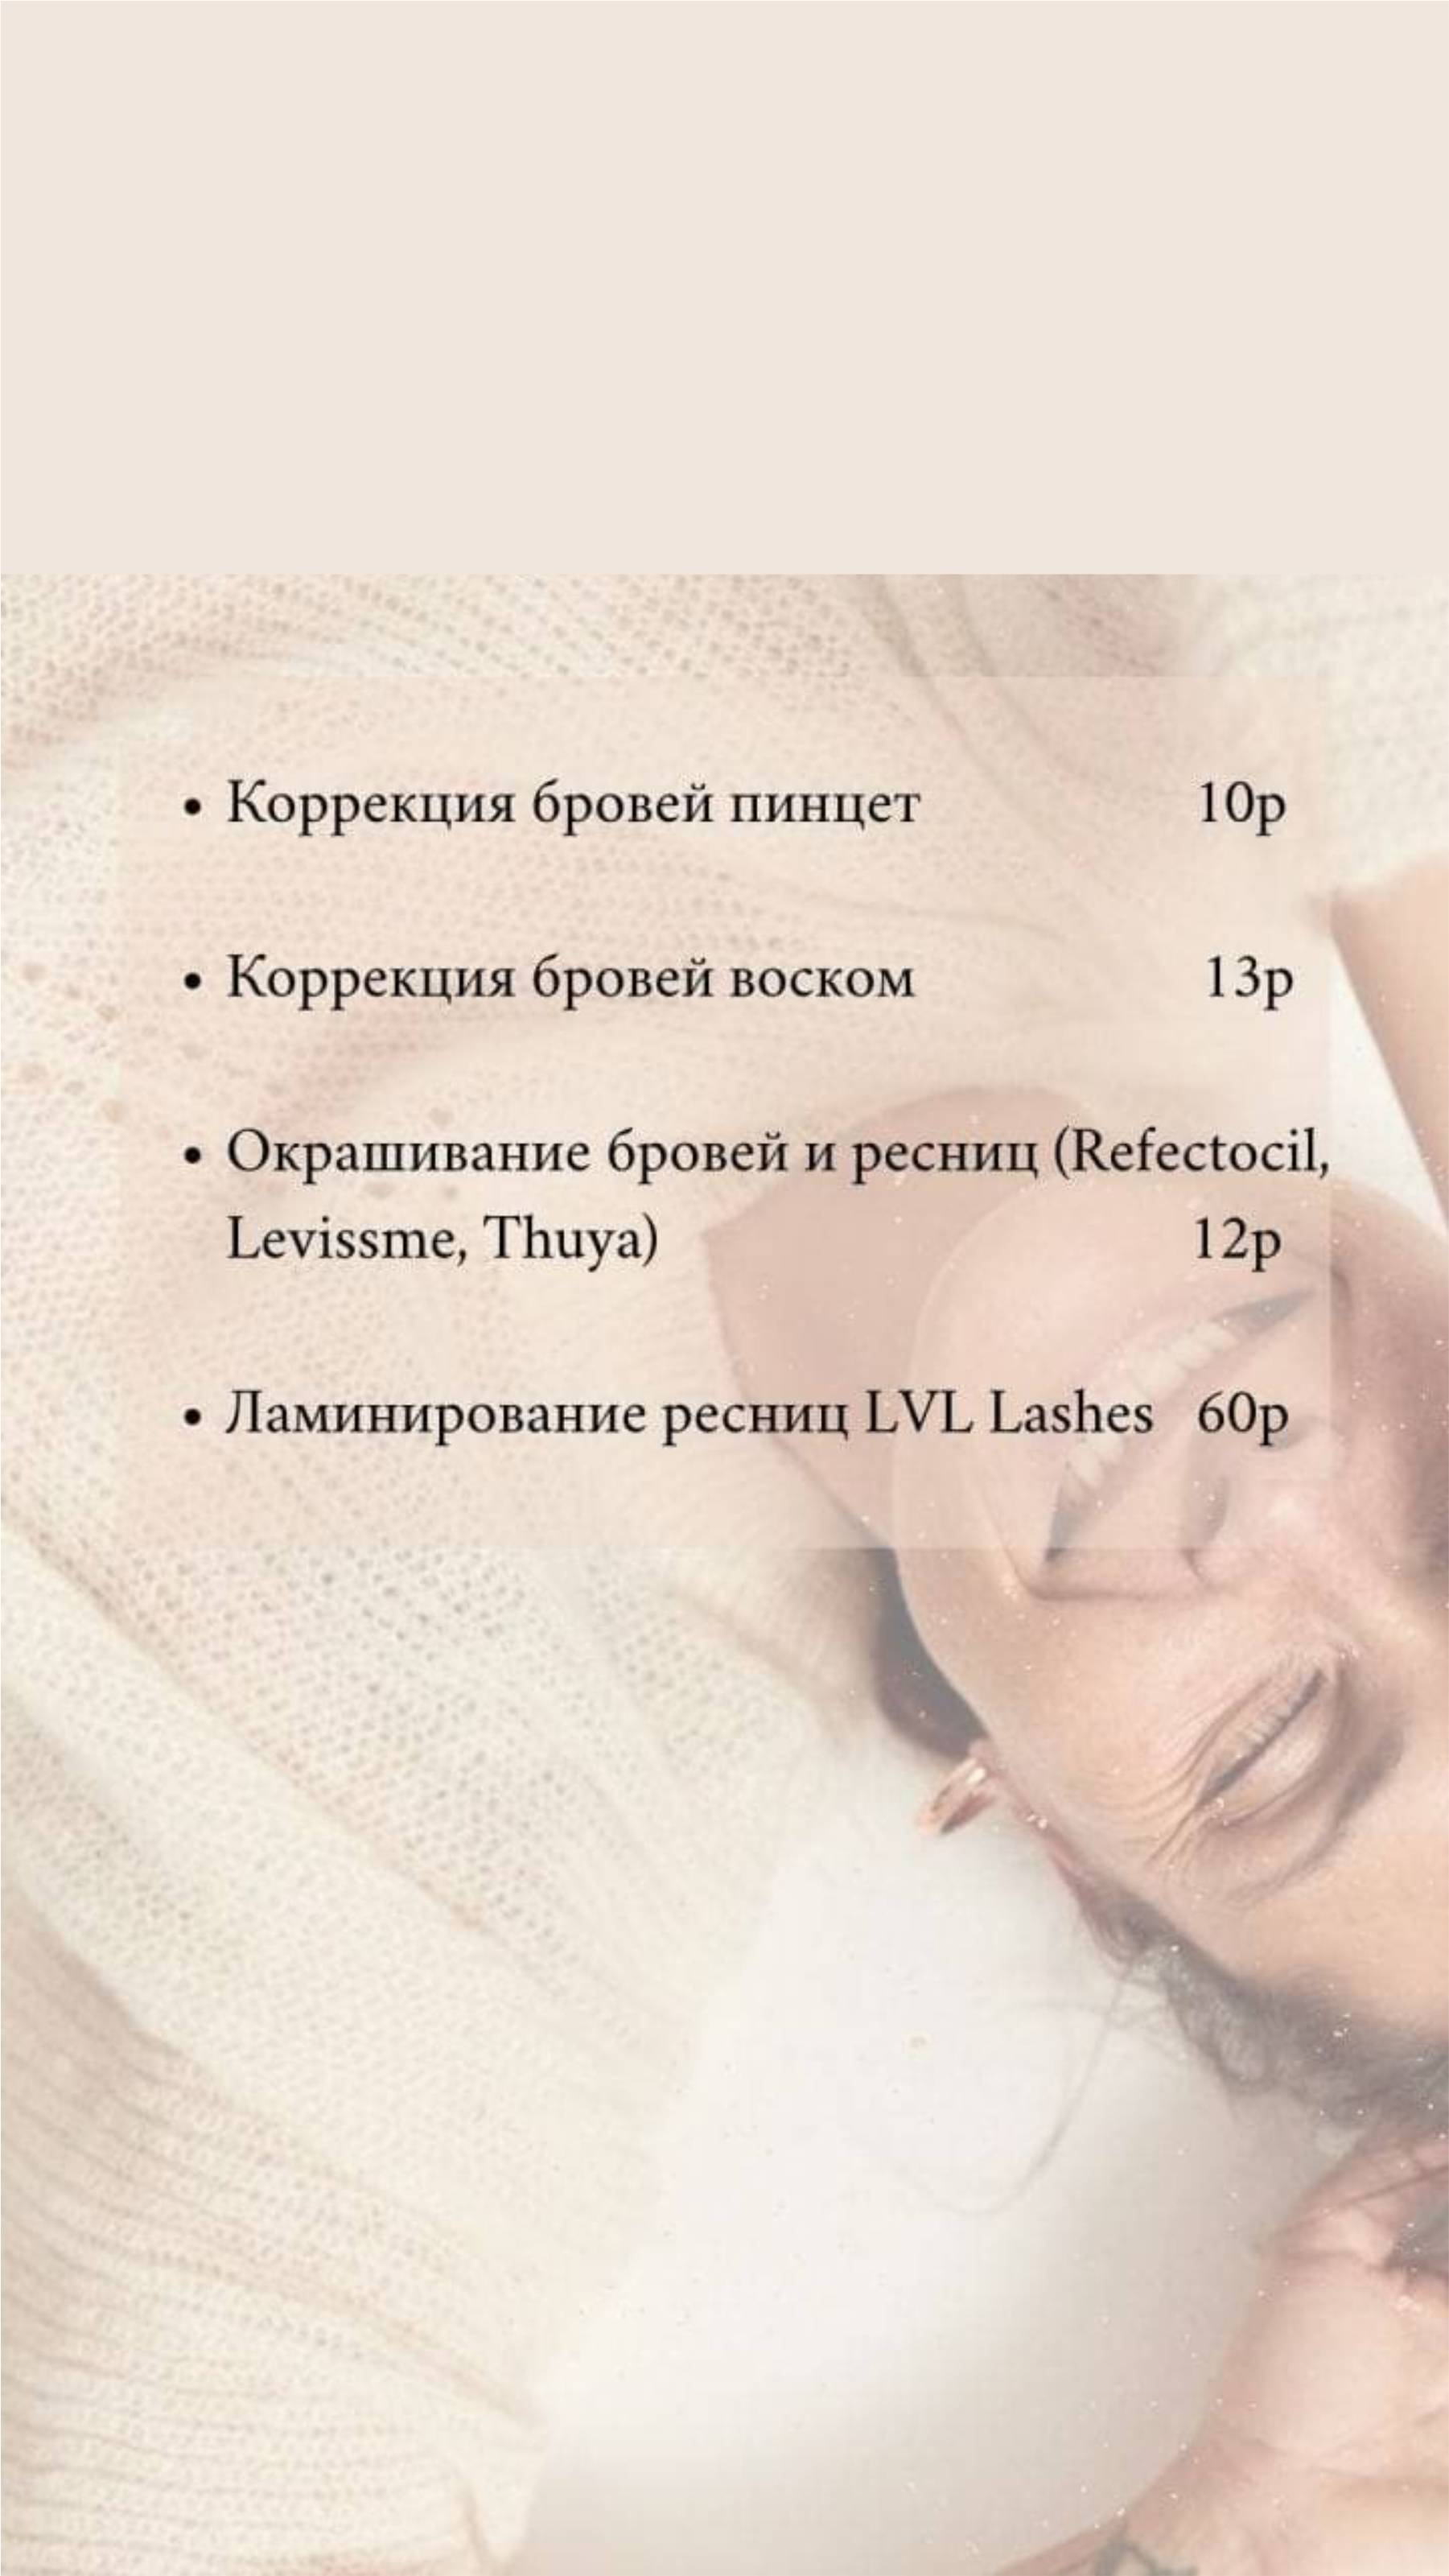 • Коррекция бровей пинцет 10р
• Коррекция бровей воском 13р
• Окрашивание бровей и ресниц (Refectocil,
Levissme, Thuya) 12р
• Ламинирование ресниц LVL Lashes 60р